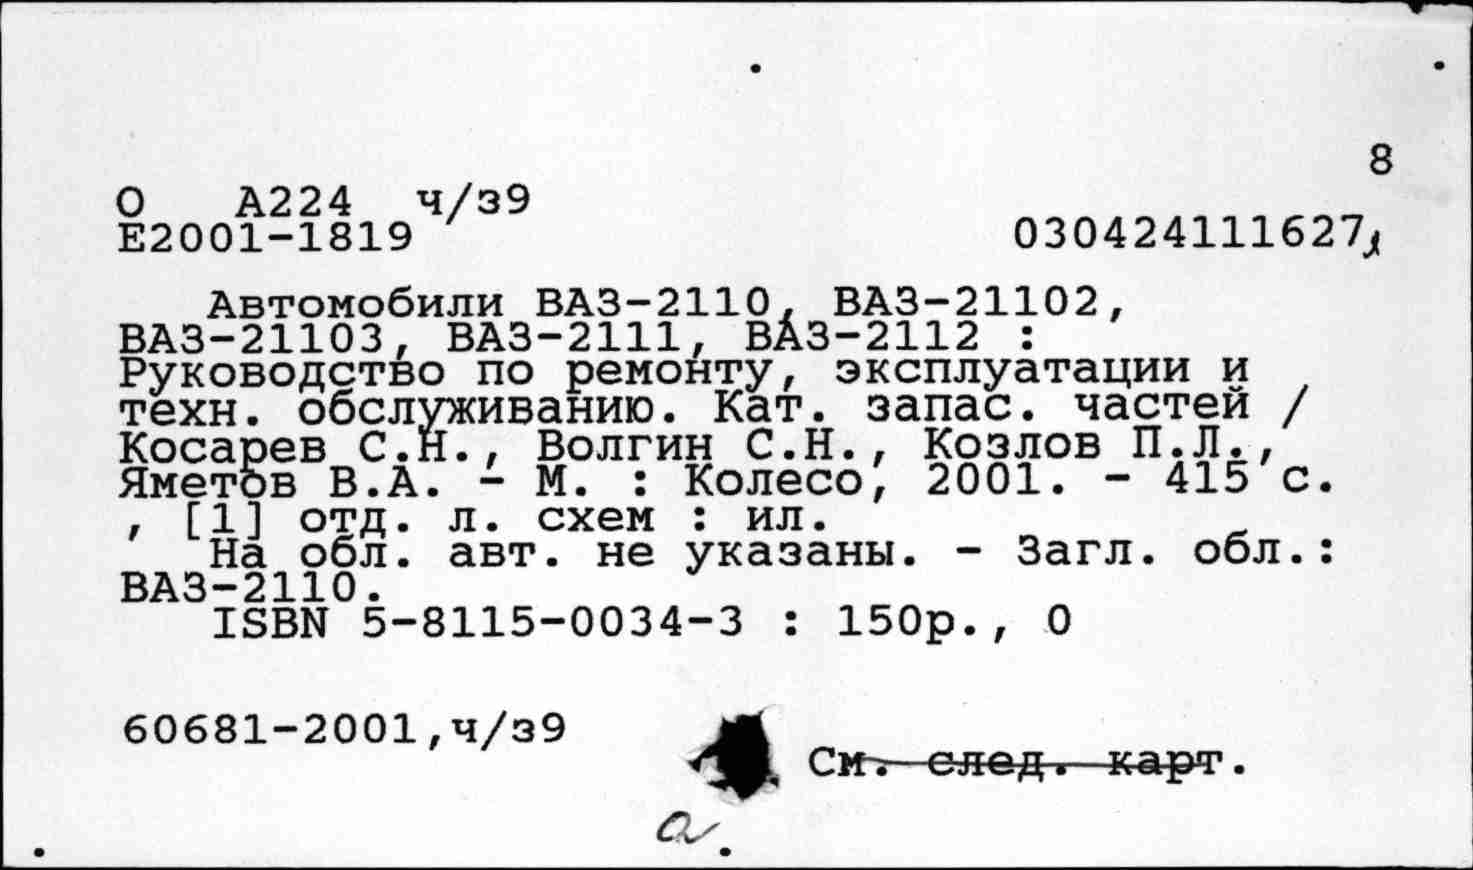 8
О А224 ч/з9
Е2001-1819 030424111627
Автомобили ВАЗ-2110, ВАЗ-21102,
ВАЗ-21103, ВАЗ-2111, ВАЗ-2112 :
Руководство по ремонту, эксплуатации и
техн. обслуживанию. Кат. запас. частей /
Косарев С.Н., Волгин С.Н., Козлов П.Л.,
Яметов В.А. - М. : Колесо, 2001. - 415 с.
, [1] отд. л. схем : ил.
На обл. авт. не указаны. - Загл. обл.:
ВАЗ-2110.
ISBN 5-8115-0034-3 : 150р., 0
60681-2001,ч/з9
См. след. карт.